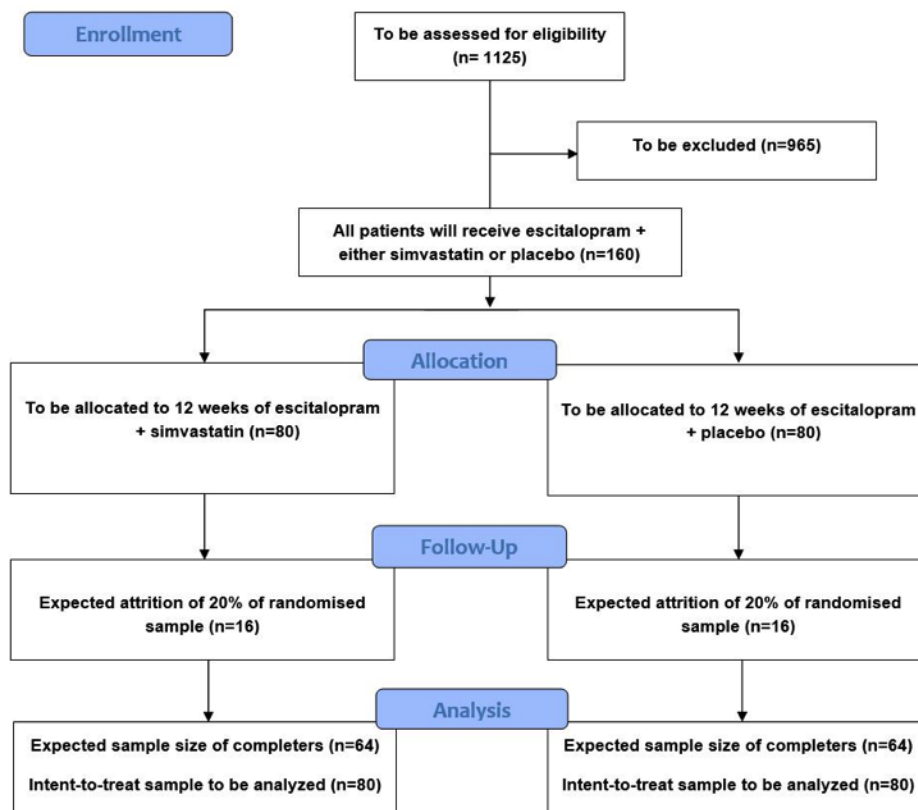 Enrollment
To be assessed for eligibility
(n= 1125)
To be excluded (n=965)
All patients will receive escitalopram +
either simvastatin or placebo (n=160)
Allocation
To be allocated to 12 weeks of escitalopram
+ simvastatin (n=80)
To be allocated to 12 weeks of escitalopram
+ placebo (n=80)
Follow-Up
Expected attrition of 20% of randomised
sample (n=16)
Expected attrition of 20% of randomised
sample (n=16)
Analysis
Expected sample size of completers (n=64)
Intent-to-treat sample to be analyzed (n=80)
Expected sample size of completers (n=64)
Intent-to-treat sample to be analyzed (n=80)